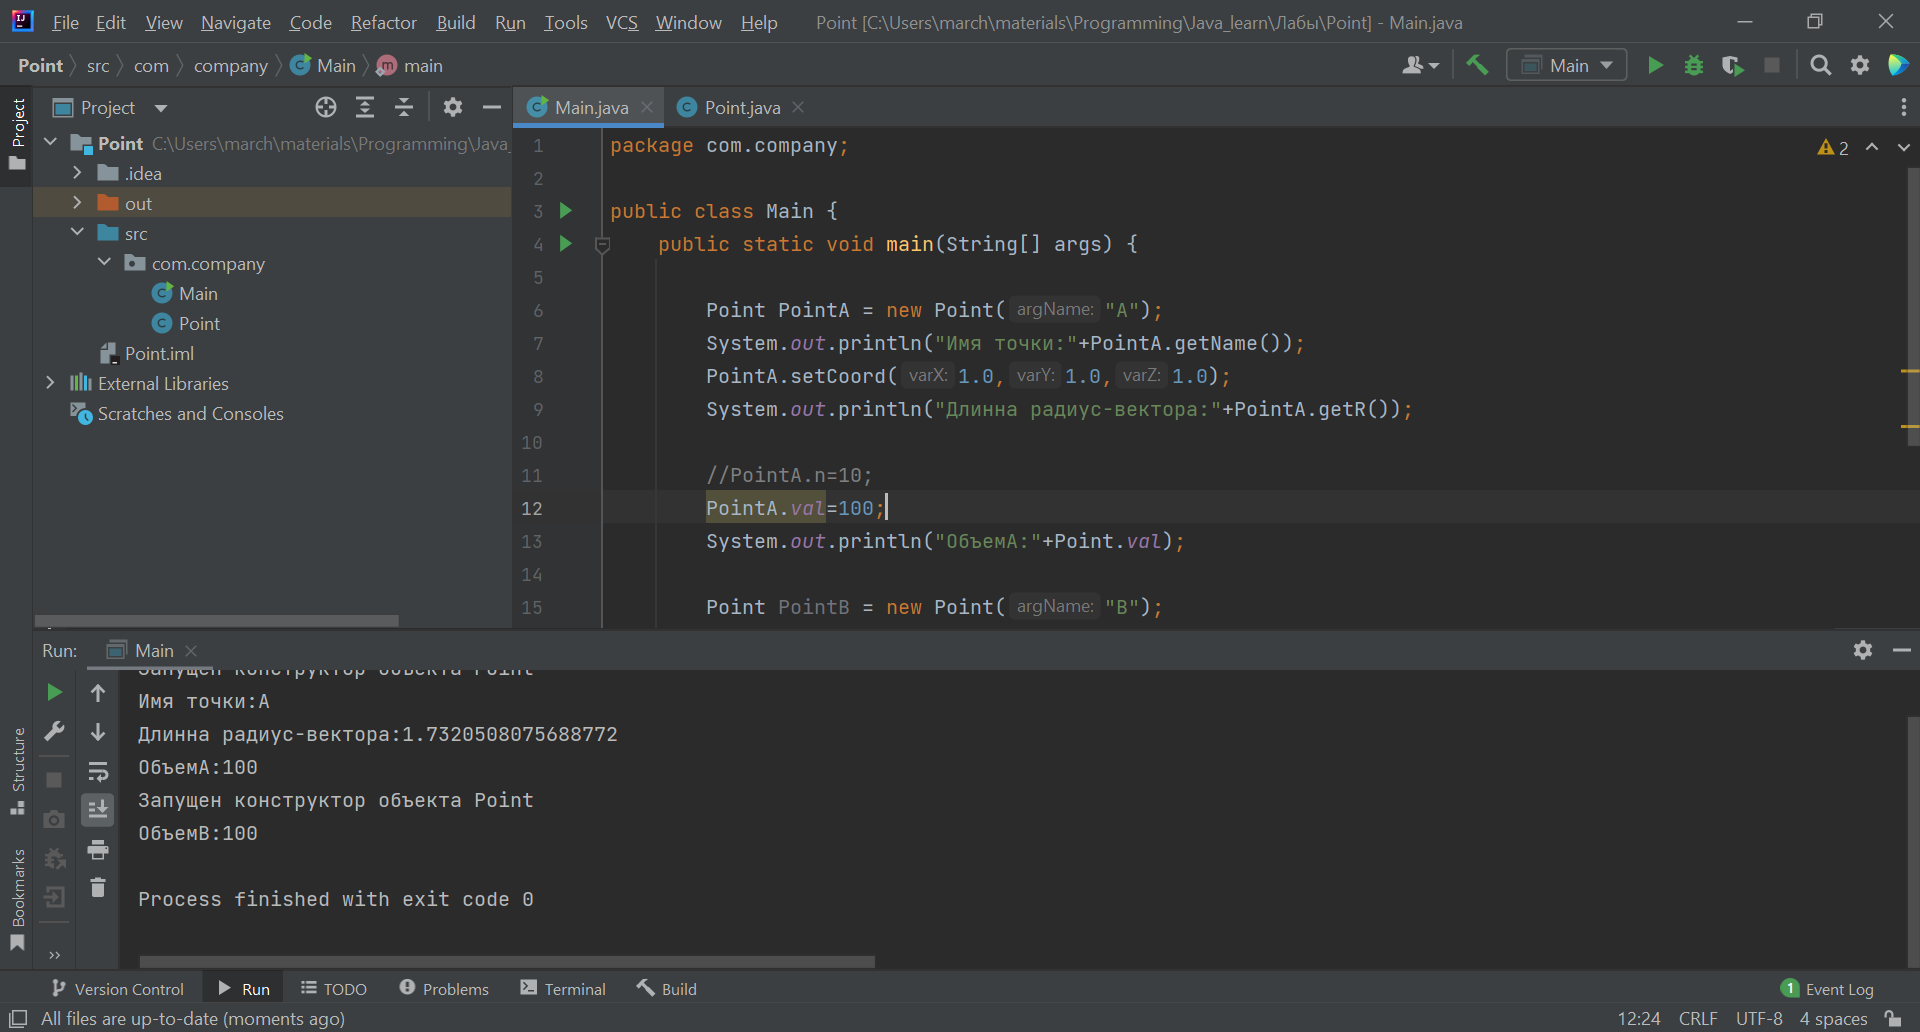 File Edit View Navigate Code Refactor Build Run Tools VCS Window Help Point [C:\Users\march\materials\Programming\Java_learn\Лабы\Point] - Main.java
Point src com company Main main Main
Project
Project
Main.java Point.java
Point C:\Users\march\materials\Programming\Java_
.idea
out
src
com.company
Main
Point
Point.iml
External Libraries
Scratches and Consoles
2
1 package com.company;
2
3 public class Main {
4 public static void main(String[] args) {
5
6 Point PointA = new Point( argName: "A");
7 System.out.println("Имя точки:"+PointA.getName());
8 PointA.setCoord( varX: 1.0, varY: 1.0, varZ: 1.0);
9 System.out.println("Длинна радиус-вектора:"+PointA.getR());
10
11 //PointA.n=10;
12 PointA.val=100;
13 System.out.println("ОбъемА:"+Point.val);
14
15 Point PointB = new Point( argName: "B");
Run: Main
Запущен конструктор объекта Point
Имя точки:A
Длинна радиус-вектора:1.7320508075688772
ОбъемА:100
Запущен конструктор объекта Point
ОбъемВ:100
Process finished with exit code 0
Structure
Bookmarks
Version Control Run TODO Problems Terminal Build 1 Event Log
All files are up-to-date (moments ago) 12:24 CRLF UTF-8 4 spaces